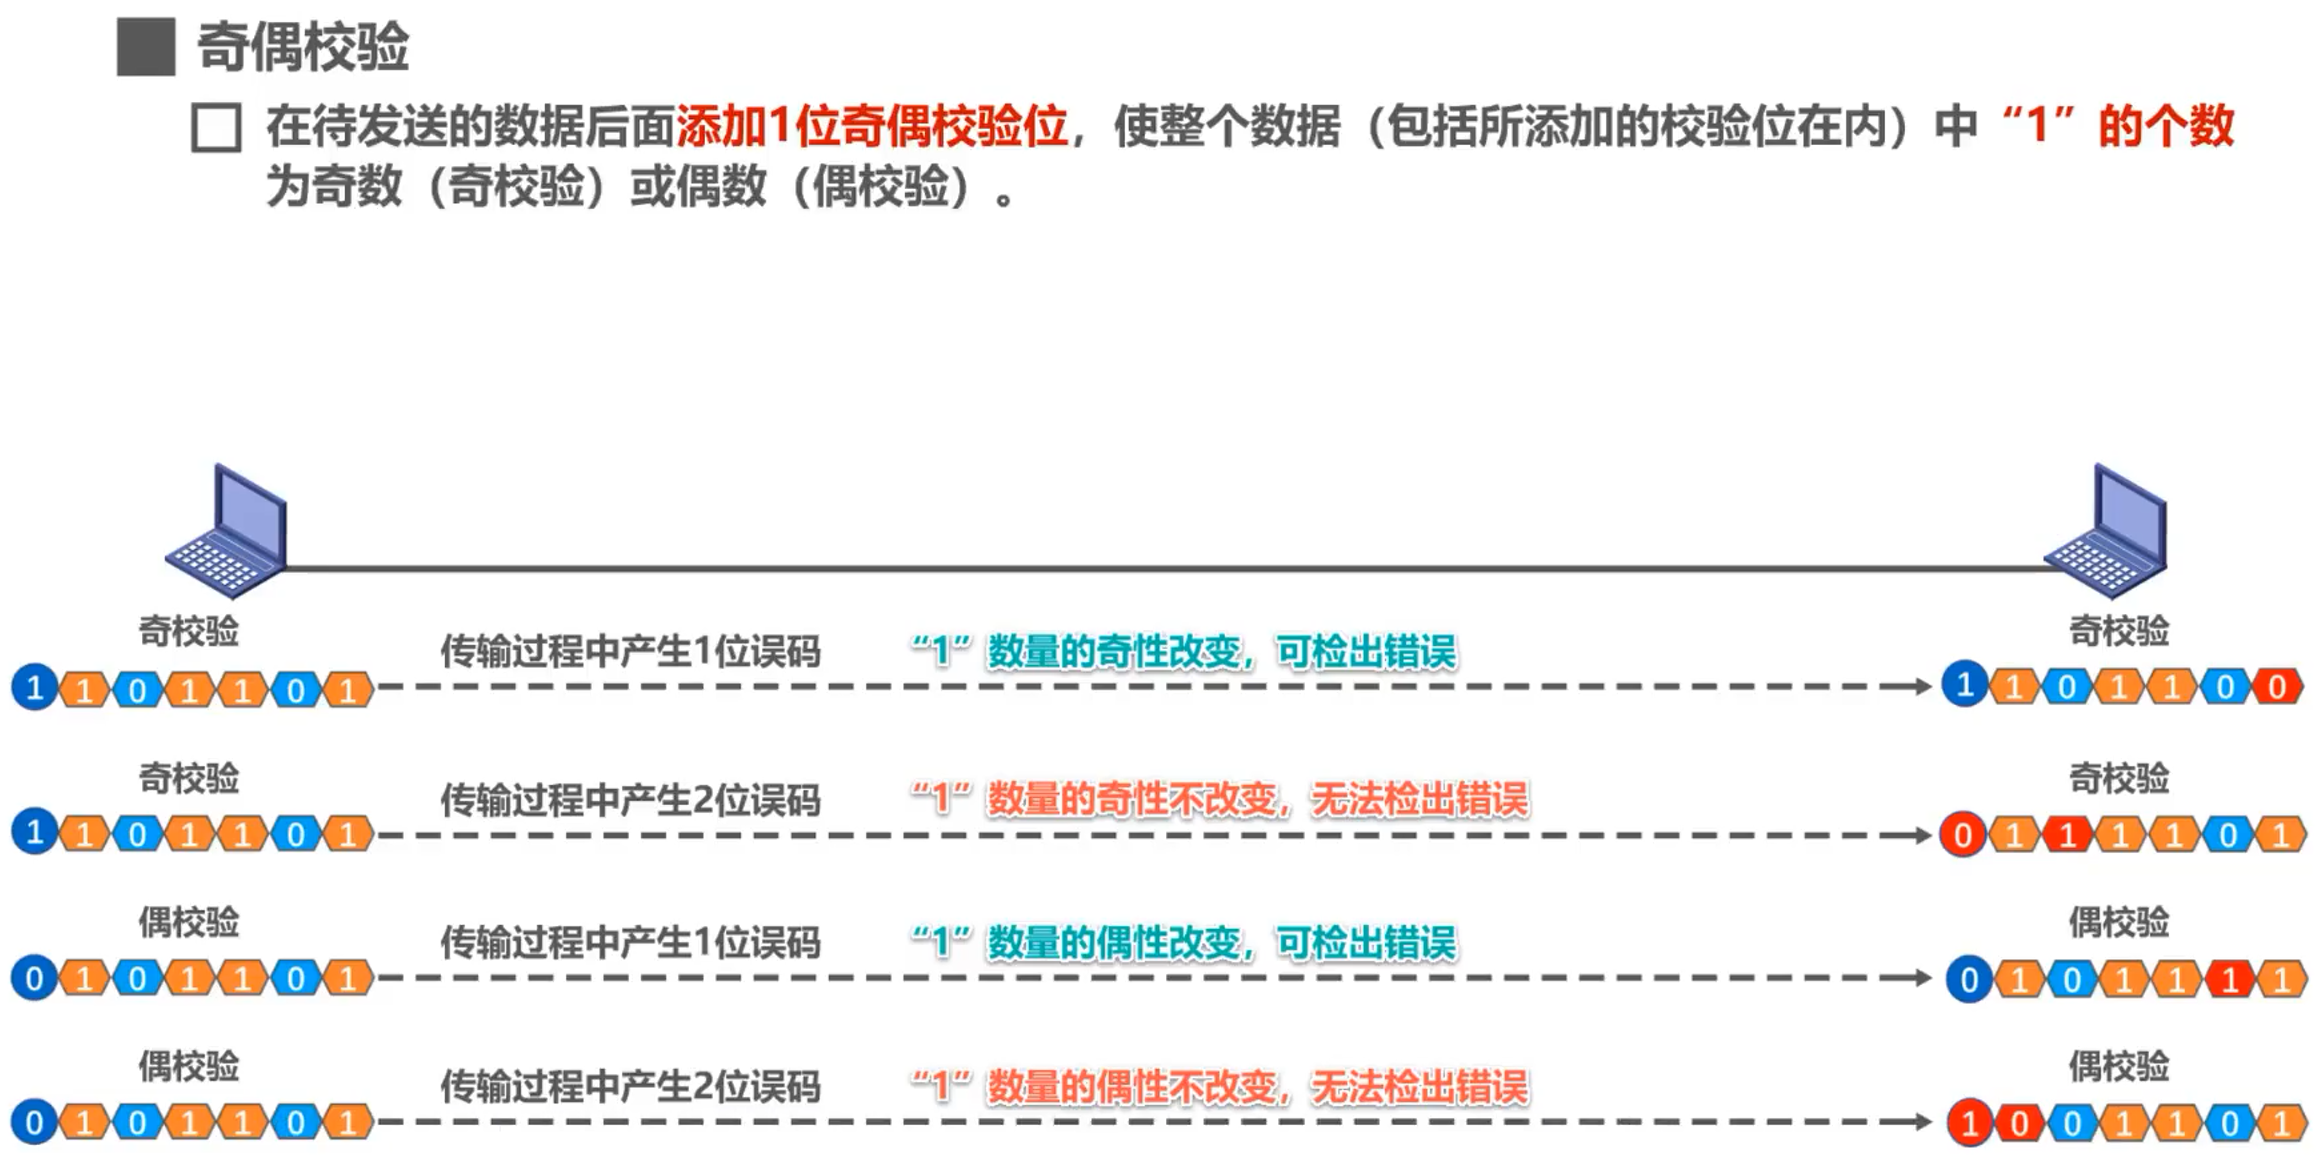 奇偶校验
在待发送的数据后面添加1位奇偶校验位，使整个数据（包括所添加的校验位在内）中“1”的个数
为奇数（奇校验）或偶数（偶校验）。
奇校验
传输过程中产生1位误码 “1”数量的奇性改变，可检出错误
奇校验
1 1 0 1 1 0 1
1 1 0 1 1 0 0
奇校验
传输过程中产生2位误码 “1”数量的奇性不改变，无法检出错误
奇校验
1 1 0 1 1 0 1
0 1 1 1 1 0 1
偶校验
传输过程中产生1位误码 “1”数量的偶性改变，可检出错误
偶校验
0 1 0 1 1 0 1
0 1 0 1 1 1 1
偶校验
传输过程中产生2位误码 “1”数量的偶性不改变，无法检出错误
偶校验
0 1 0 1 1 0 1
1 0 0 1 1 0 1